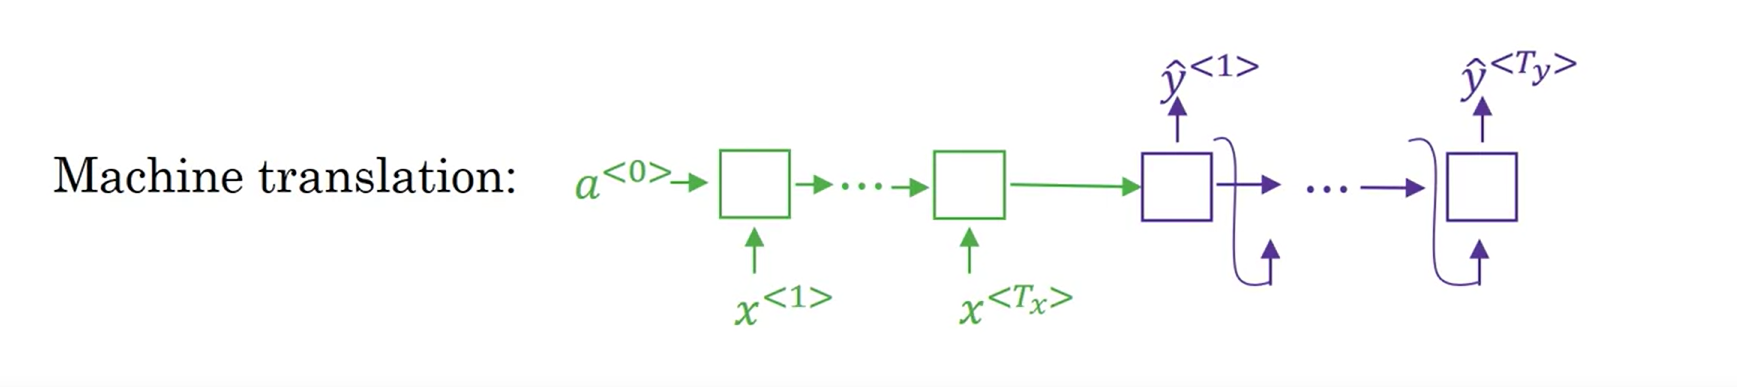 ŷ<1> ŷ<Ty>
Machine translation: a<0> ... ...
x<1> x<Tx>